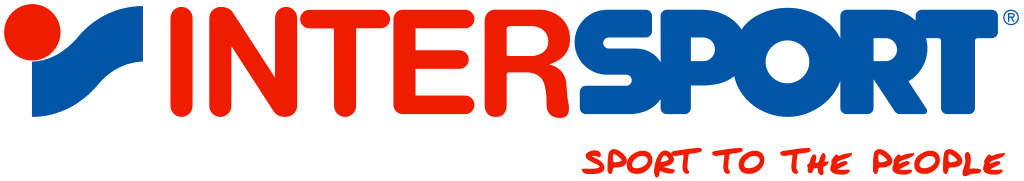 INTERSPORT®
SPORT TO THE PEOPLE